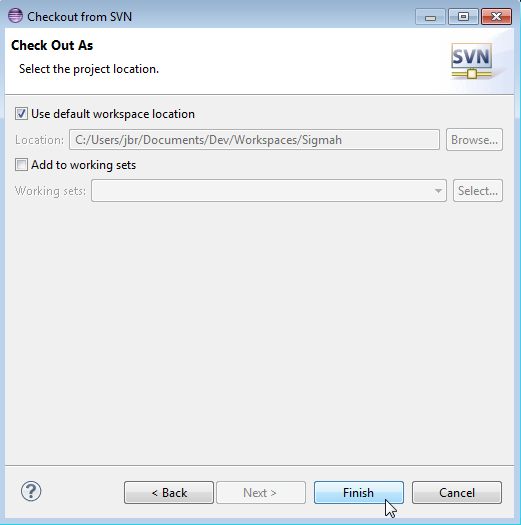 Checkout from SVN
Check Out As
Select the project location.
SVN
Use default workspace location
Location: C:/Users/jbr/Documents/Dev/Workspaces/Sigmah Browse...
Add to working sets
Working sets: Select...
? < Back Next > Finish Cancel